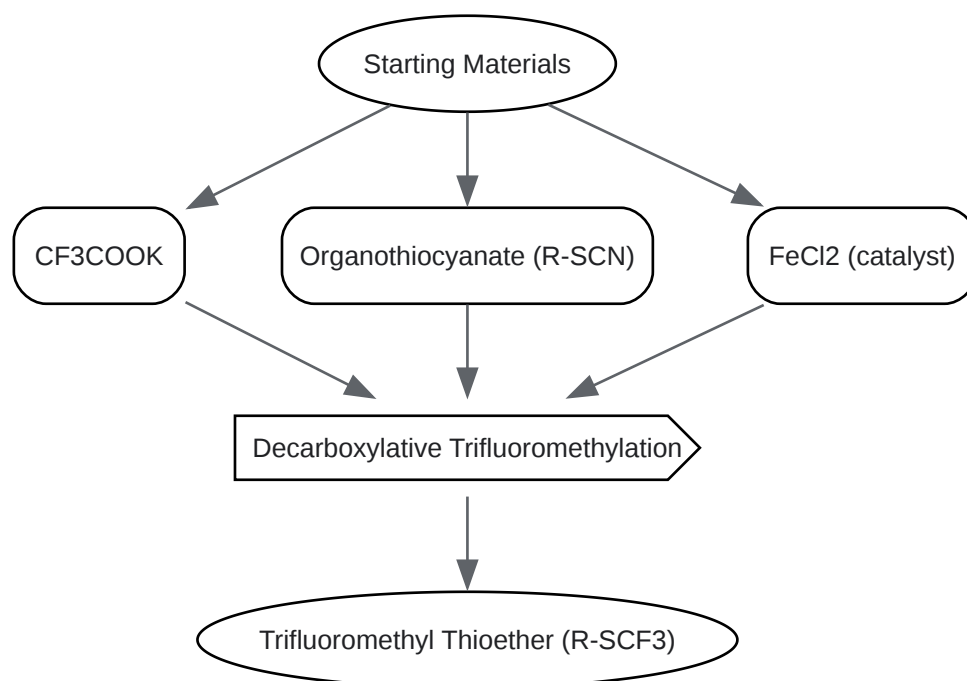 Starting Materials
CF3COOK
Organothiocyanate (R-SCN)
FeCl2 (catalyst)
Decarboxylative Trifluoromethylation
Trifluoromethyl Thioether (R-SCF3)